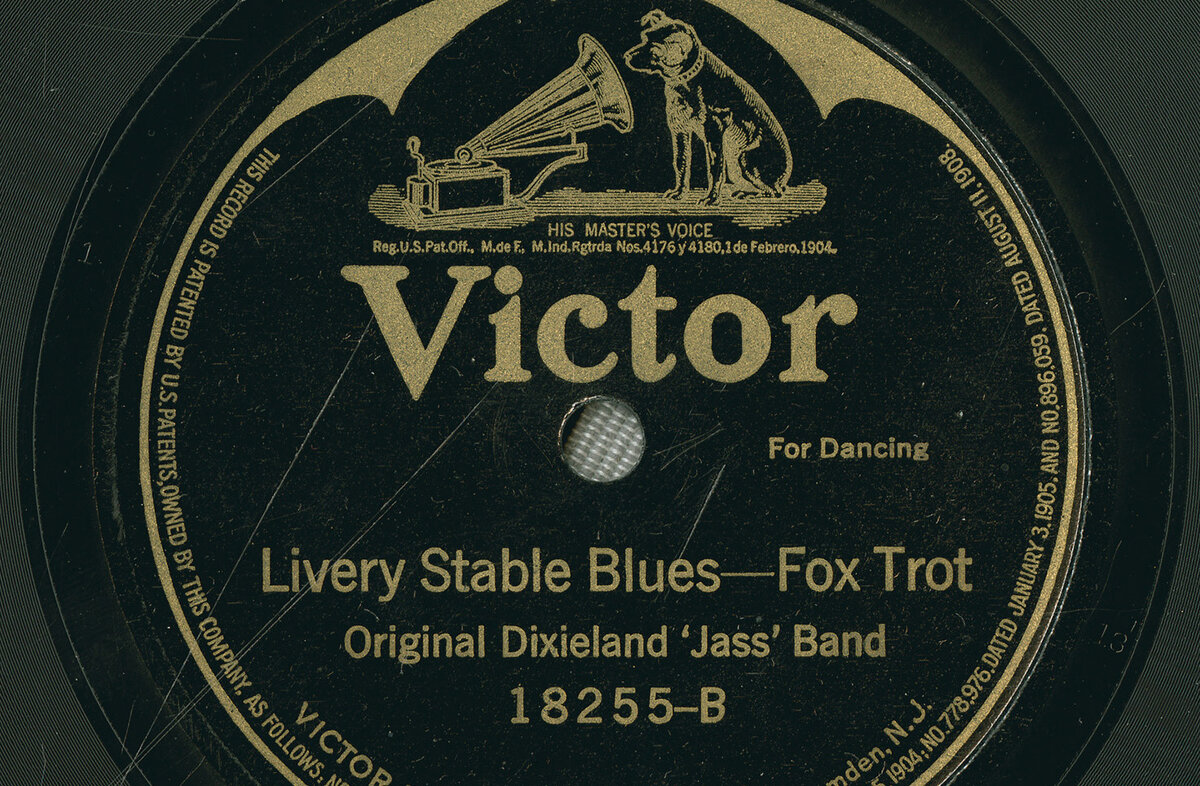 HIS MASTER'S VOICE
Reg.U.S.Pat.Off., M.de F., M.Ind.Rgtrda Nos.4176 y 4180,1 de Febrero,1904.
Victor
For Dancing
Livery Stable Blues—Fox Trot
Original Dixieland ‘Jass’ Band
18255–B
THIS RECORD IS PATENTED BY U.S. PATENTS, OWNED BY THIS COMPANY, AS FOLLOWS:
1904; NO.778,976, DATED JANUARY 3, 1905, AND NO.896,059, DATED AUGUST 11, 1908.
VICTOR
mden, N.J.